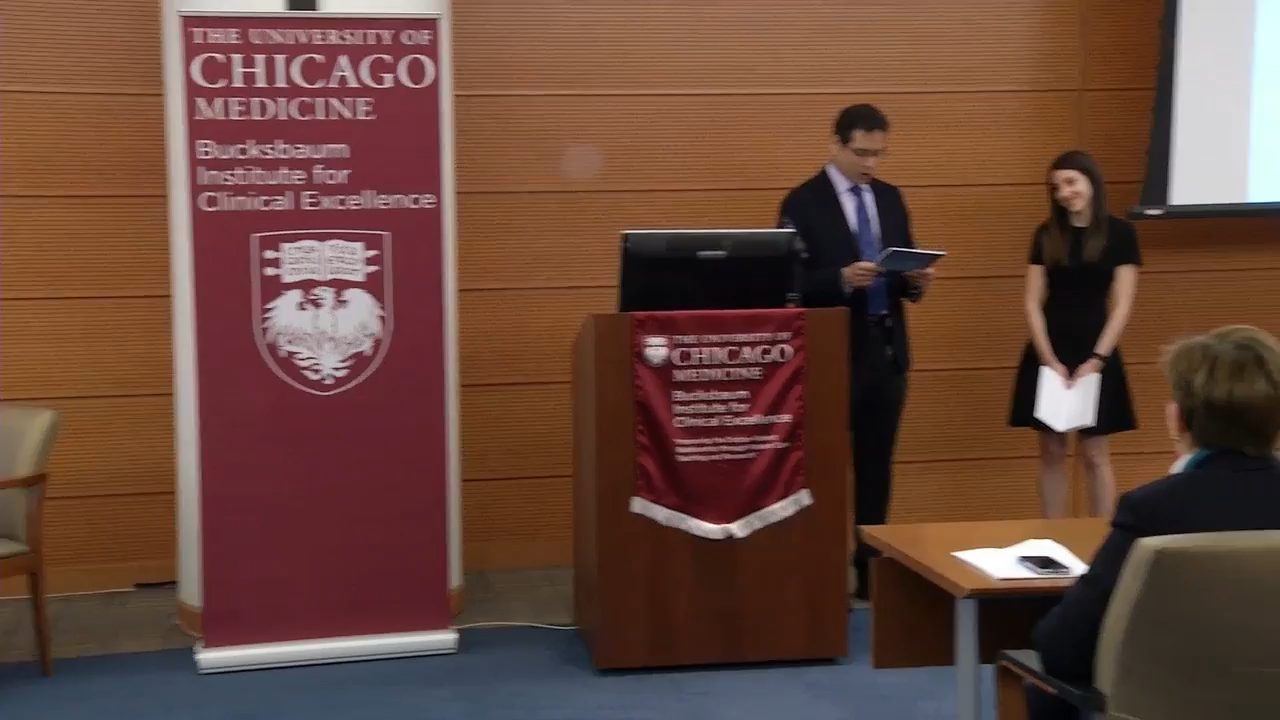 THE UNIVERSITY OF
CHICAGO
MEDICINE
Bucksbaum
Institute for
Clinical Excellence
THE UNIVERSITY OF
CHICAGO
MEDICINE
Bucksbaum
Institute for
Clinical Excellence